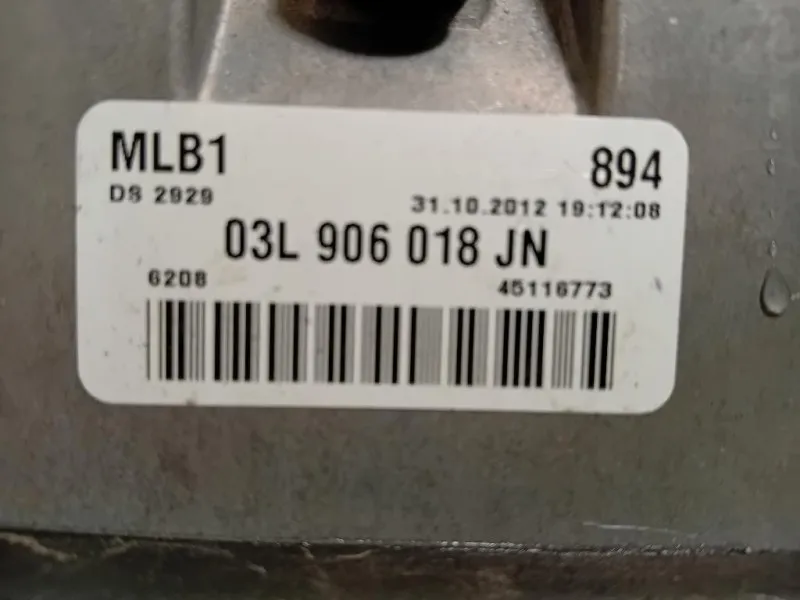 MLB1 894
DS 2929 31.10.2012 19:12:08
03L 906 018 JN
6208 45116773